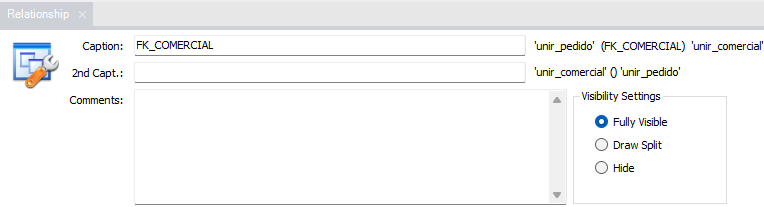 Relationship
Caption: FK_COMERCIAL 'unir_pedido' (FK_COMERCIAL) 'unir_comercial'
2nd Capt.: 'unir_comercial' () 'unir_pedido'
Comments:
Visibility Settings
Fully Visible
Draw Split
Hide